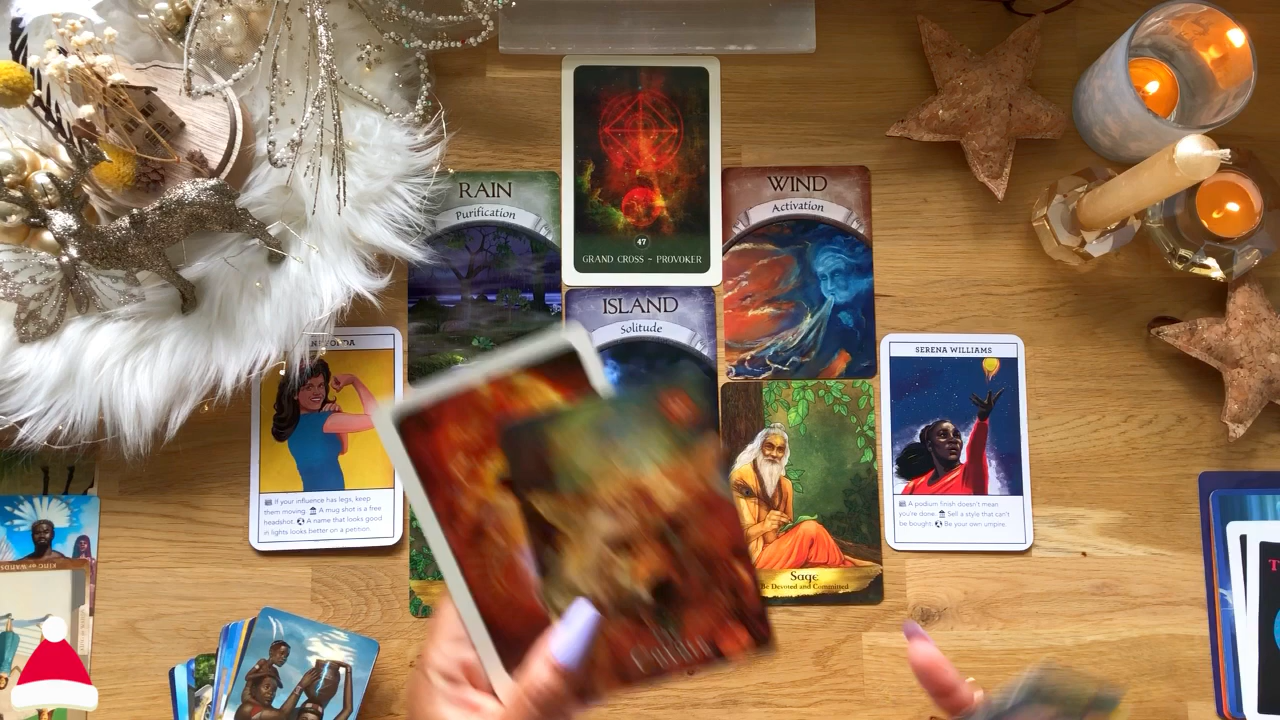 RAIN
Purification
47
GRAND CROSS ~ PROVOKER
WIND
Activation
ISLAND
Solitude
If your influence has legs, keep
them moving. A mug shot is a free
headshot. A name that looks good
in lights looks better on a petition.
SERENA WILLIAMS
A podium finish doesn't mean
you're done. Sell a style that can't
be bought. Be your own umpire.
Sage
Be Devoted and Committed
KING of WANDS